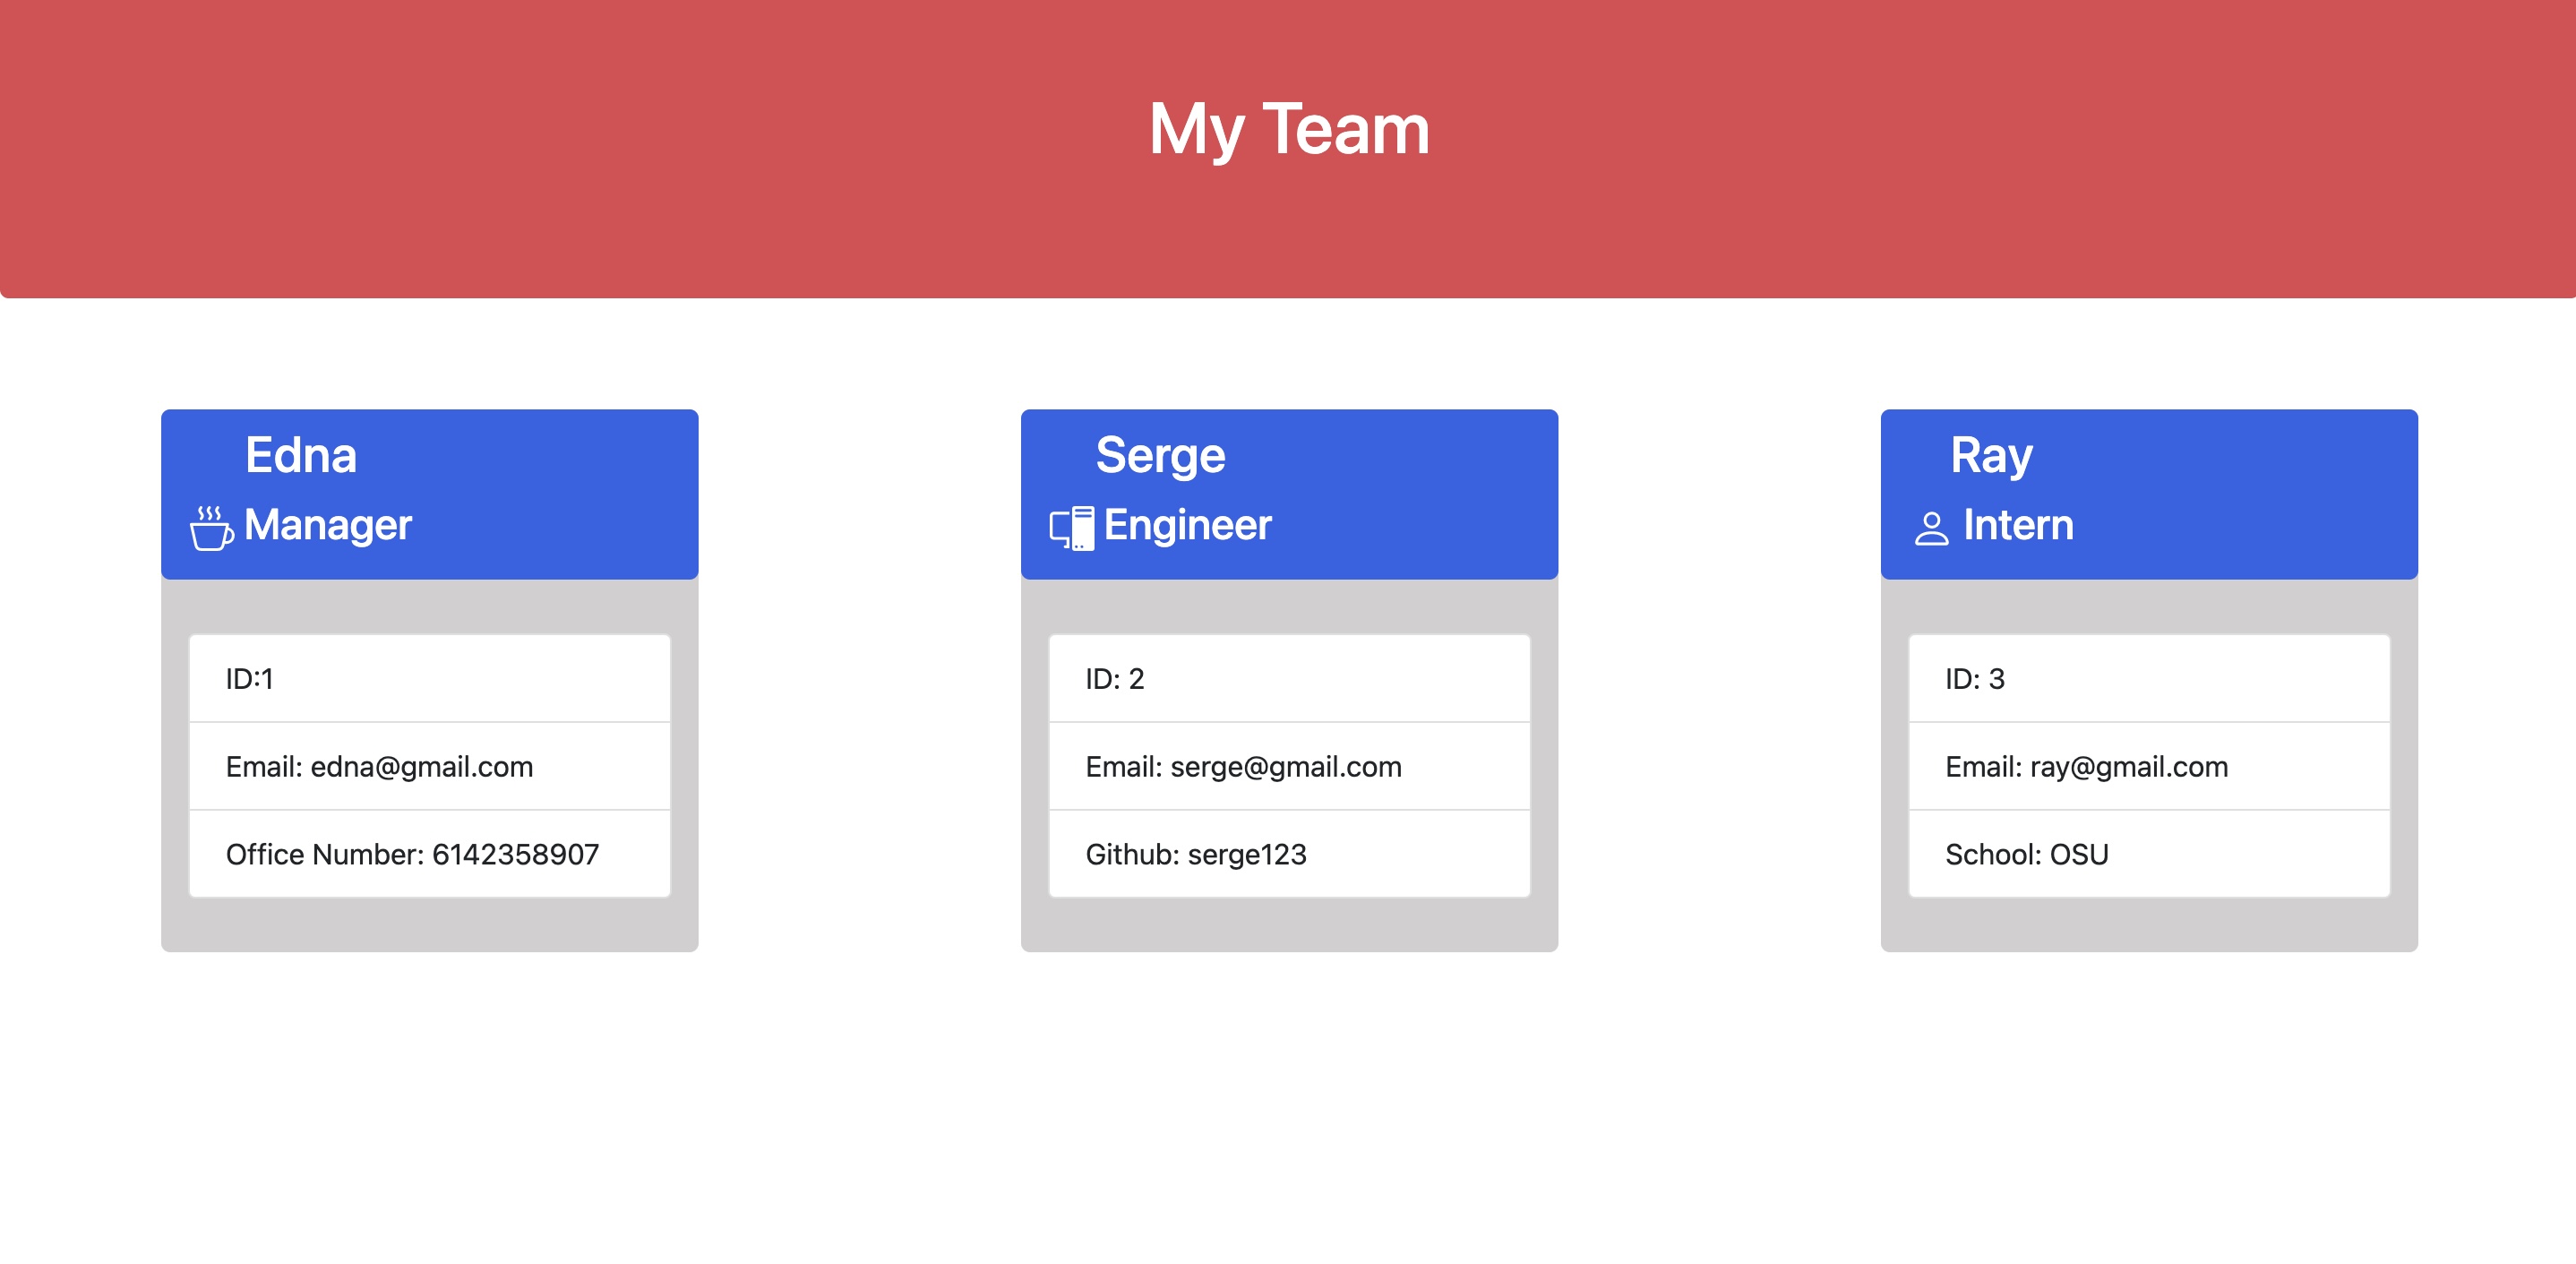 My Team
Edna
Manager
ID:1
Email: edna@gmail.com
Office Number: 6142358907
Serge
Engineer
ID: 2
Email: serge@gmail.com
Github: serge123
Ray
Intern
ID: 3
Email: ray@gmail.com
School: OSU